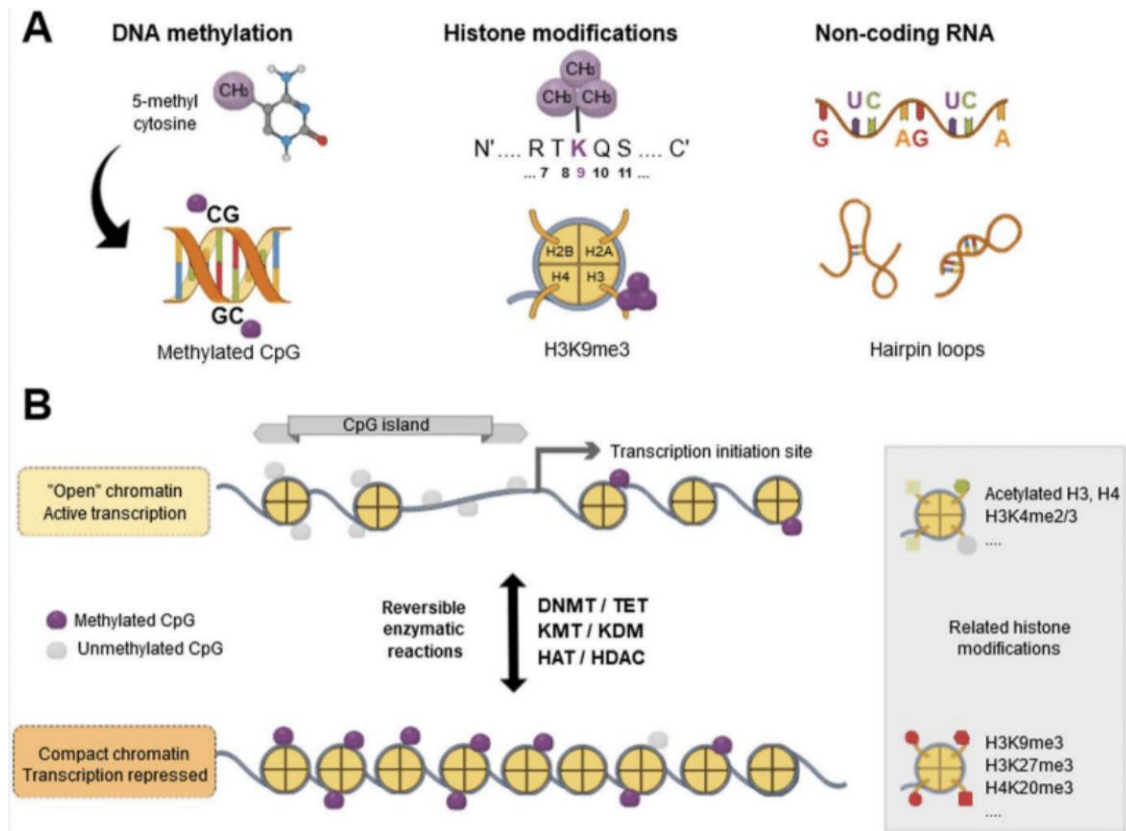 A
DNA methylation
CH₃
5-methyl
cytosine
CG
GC
Methylated CpG
Histone modifications
CH₃
CH₃ CH₃
N' .... R T K Q S .... C'
... 7 8 9 10 11 ...
H2B H2A
H4 H3
H3K9me3
Non-coding RNA
U C U C
G A G A
Hairpin loops
B
CpG island
Transcription initiation site
"Open" chromatin
Active transcription
Methylated CpG
Unmethylated CpG
Reversible
enzymatic
reactions
DNMT / TET
KMT / KDM
HAT / HDAC
Compact chromatin
Transcription repressed
Acetylated H3, H4
H3K4me2/3
....
Related histone
modifications
H3K9me3
H3K27me3
H4K20me3
....